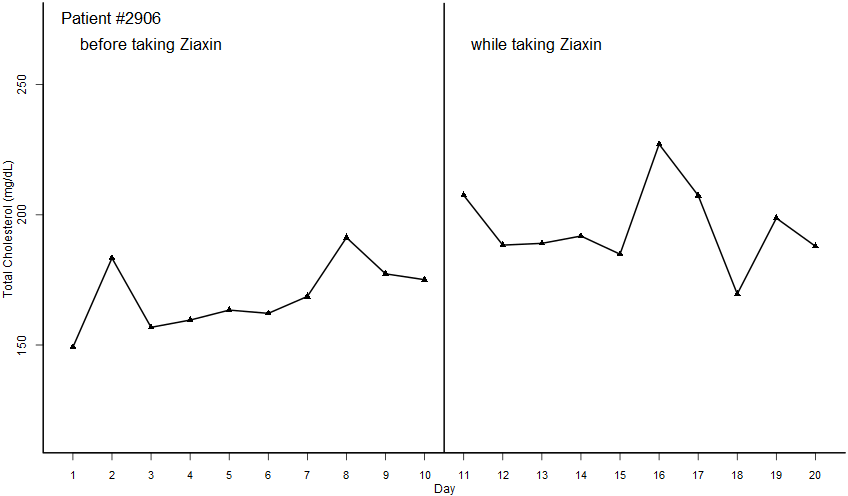 Patient #2906
before taking Ziaxin
while taking Ziaxin
Total Cholesterol (mg/dL)
250
200
150
1 2 3 4 5 6 7 8 9 10 11 12 13 14 15 16 17 18 19 20
Day